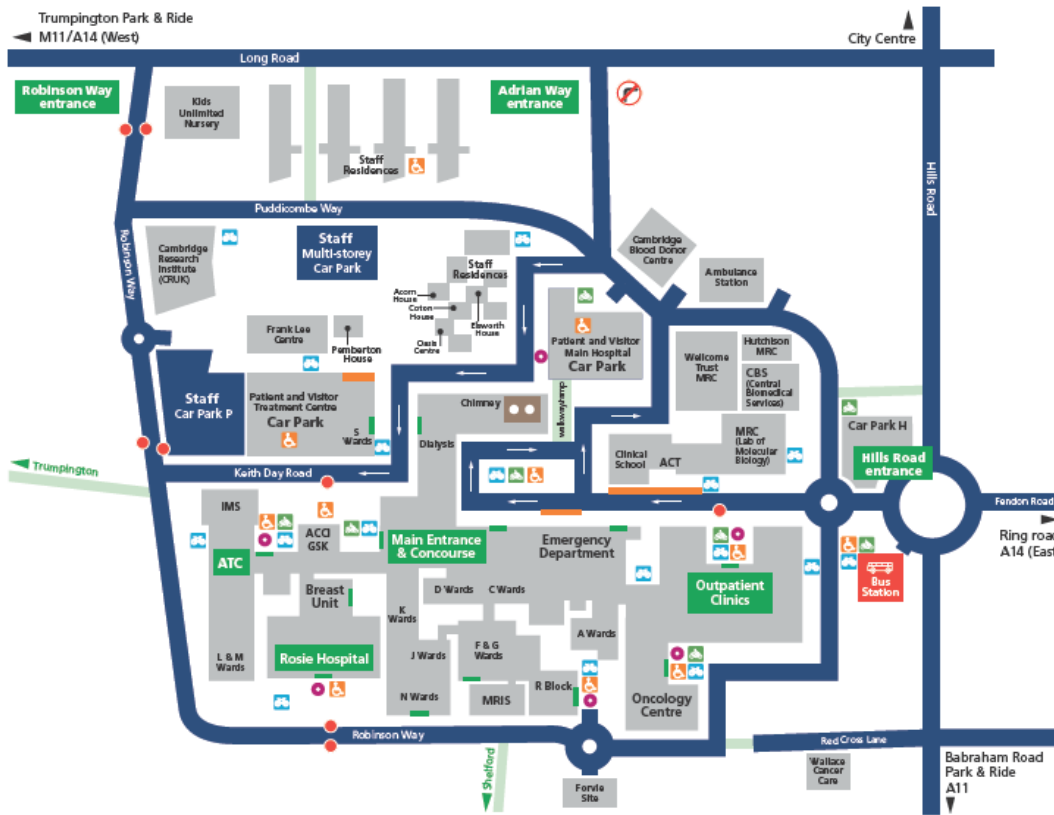 Trumpington Park & Ride
M11/A14 (West)
City Centre
Long Road
Robinson Way
entrance
Kids
Unlimited
Nursery
Adrian Way
entrance
Staff
Residences
Hills Road
Puddicombe Way
Robinson Way
Cambridge
Research
Institute
(CRUK)
Staff
Multi-storey
Car Park
Staff
Residences
Acorn
House
Coton
House
Elsworth
House
Oasis
Centre
Cambridge
Blood Donor
Centre
Ambulance
Station
Frank Lee
Centre
Pemberton
House
Patient and Visitor
Main Hospital
Car Park
Wellcome
Trust
MRC
Hutchison
MRC
CBS
(Central
Biomedical
Services)
Staff
Car Park P
Patient and Visitor
Treatment Centre
Car Park
S
Wards
Chimney
Dialysis
walkway/ramp
Clinical
School
ACT
MRC
(Lab of
Molecular
Biology)
Car Park H
Hills Road
entrance
Trumpington
Keith Day Road
Fendon Road
Ring road
A14 (East
IMS
ATC
ACCI
GSK
Main Entrance
& Concourse
Emergency
Department
Outpatient
Clinics
Bus
Station
Breast
Unit
D Wards
C Wards
K
Wards
A Wards
L & M
Wards
Rosie Hospital
J Wards
F & G
Wards
R Block
N Wards
MRIS
Oncology
Centre
Robinson Way
Red Cross Lane
Shelford
Forvie
Site
Wallace
Cancer
Care
Babraham Road
Park & Ride
A11